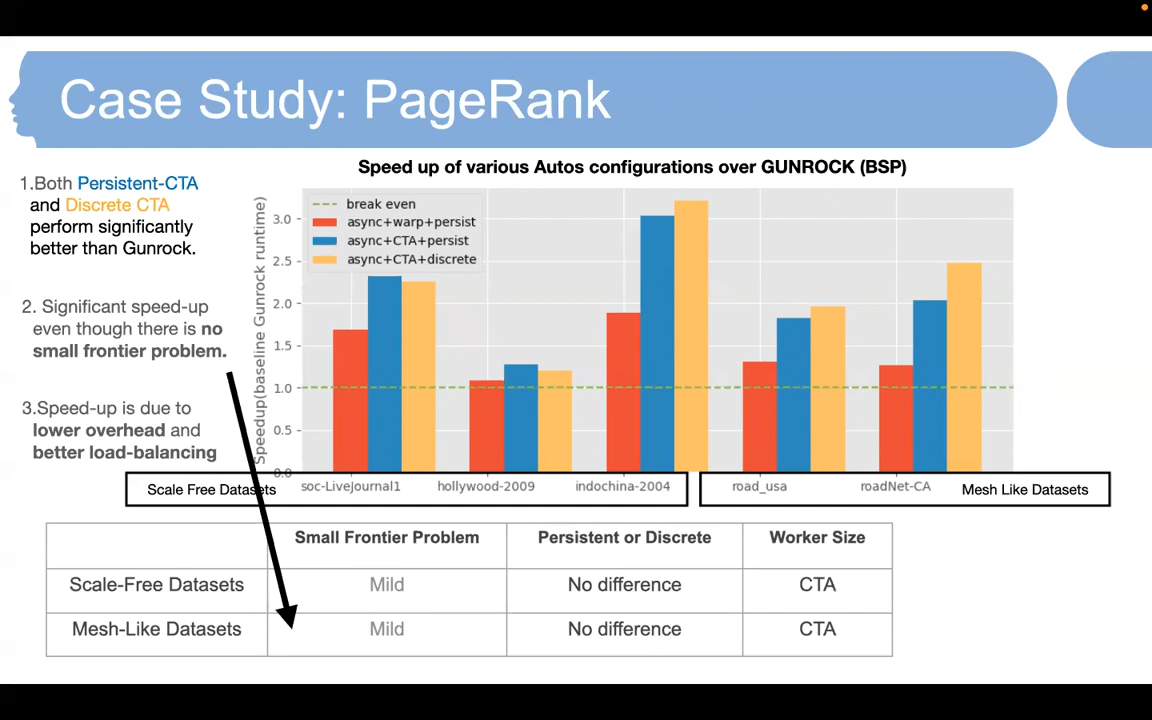 Case Study: PageRank
1.Both Persistent-CTA
and Discrete CTA
perform significantly
better than Gunrock.
2. Significant speed-up
even though there is no
small frontier problem.
3.Speed-up is due to
lower overhead and
better load-balancing
Speed up of various Autos configurations over GUNROCK (BSP)
Speedup(baseline Gunrock runtime)
3.0
2.5
2.0
1.5
1.0
0.5
0.0
break even
async+warp+persist
async+CTA+persist
async+CTA+discrete
Scale Free Datasets
soc-LiveJournal1
hollywood-2009
indochina-2004
road_usa
roadNet-CA
Mesh Like Datasets
Small Frontier Problem Persistent or Discrete Worker Size
Scale-Free Datasets Mild No difference CTA
Mesh-Like Datasets Mild No difference CTA